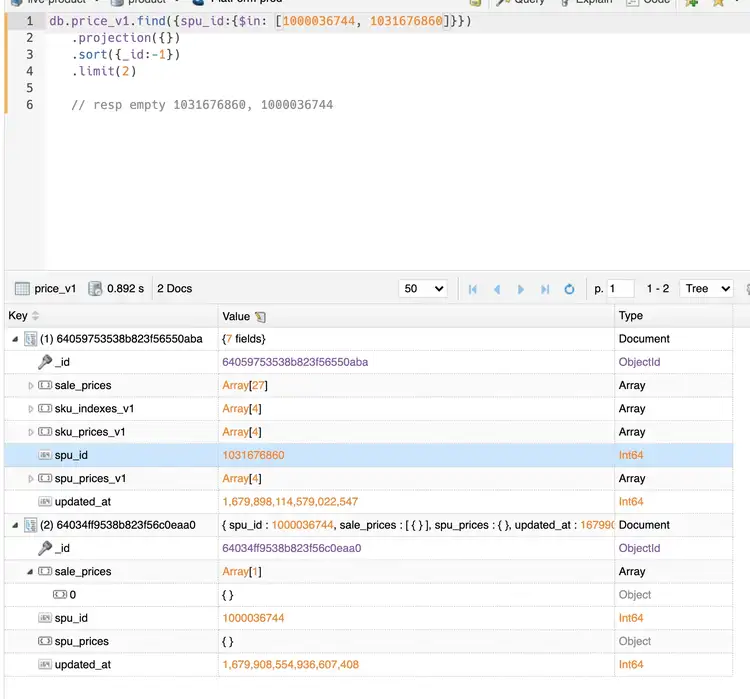 live-product product Platform prod Query Explain Code
1 db.price_v1.find({spu_id:{$in: [1000036744, 1031676860]}})
2 .projection({})
3 .sort({_id:-1})
4 .limit(2)
5
6 // resp empty 1031676860, 1000036744
price_v1 0.892 s 2 Docs 50 p. 1 1 - 2 Tree
Key Value Type
(1) 64059753538b823f56550aba {7 fields} Document
_id 64059753538b823f56550aba ObjectId
sale_prices Array[27] Array
sku_indexes_v1 Array[4] Array
sku_prices_v1 Array[4] Array
spu_id 1031676860 Int64
spu_prices_v1 Array[4] Array
updated_at 1,679,898,114,579,022,547 Int64
(2) 64034ff9538b823f56c0eaa0 { spu_id : 1000036744, sale_prices : [ { } ], spu_prices : { }, updated_at : 167990 Document
_id 64034ff9538b823f56c0eaa0 ObjectId
sale_prices Array[1] Array
0 { } Object
spu_id 1000036744 Int64
spu_prices { } Object
updated_at 1,679,908,554,936,607,408 Int64